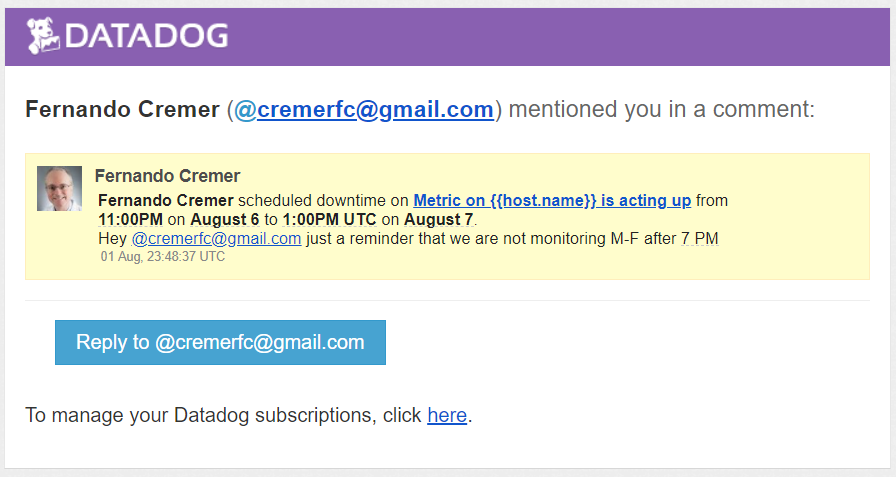 DATADOG
Fernando Cremer (@cremerfc@gmail.com) mentioned you in a comment:
Fernando Cremer
Fernando Cremer scheduled downtime on Metric on {{host.name}} is acting up from
11:00PM on August 6 to 1:00PM UTC on August 7.
Hey @cremerfc@gmail.com just a reminder that we are not monitoring M-F after 7 PM
01 Aug, 23:48:37 UTC
Reply to @cremerfc@gmail.com
To manage your Datadog subscriptions, click here.